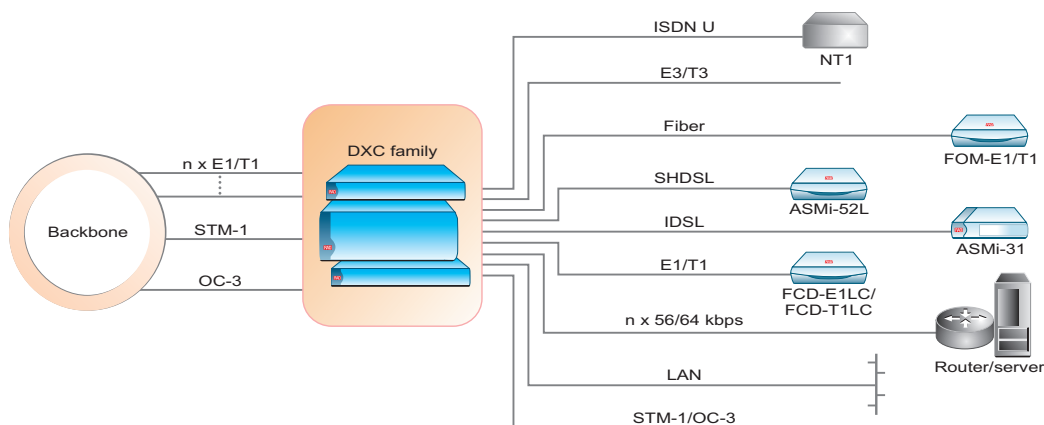 ISDN U
NT1
E3/T3
Fiber
FOM-E1/T1
DXC family
n x E1/T1
SHDSL
ASMi-52L
Backbone
STM-1
IDSL
ASMi-31
OC-3
E1/T1
FCD-E1LC/
FCD-T1LC
n x 56/64 kbps
Router/server
LAN
STM-1/OC-3